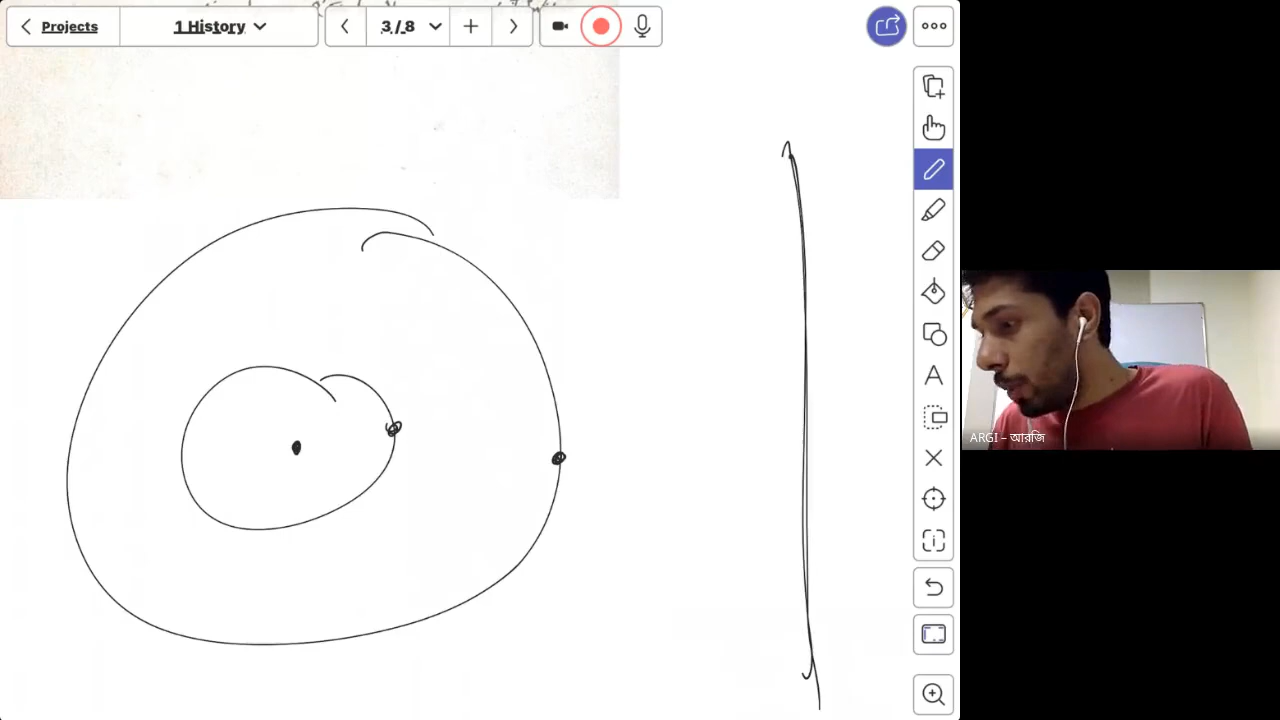 Projects
1 History
3 / 8
A
ARGI – আরজি